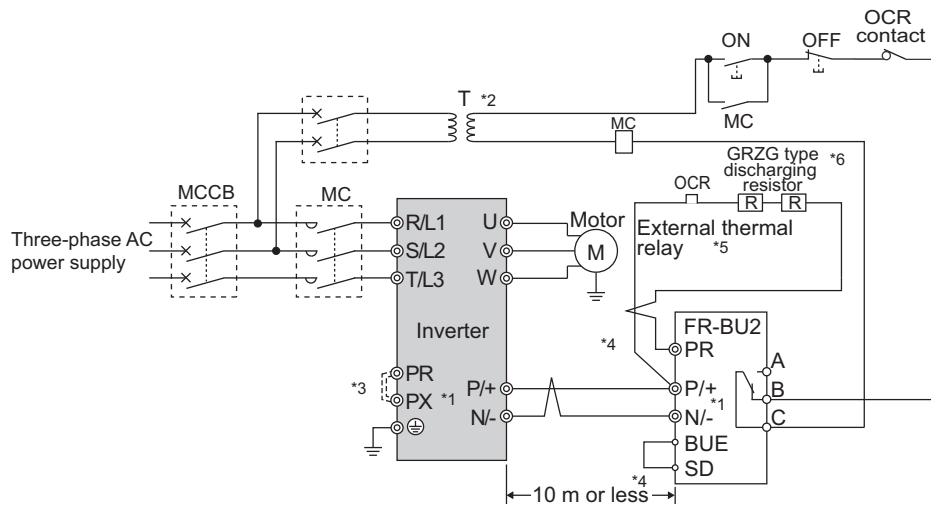 OCR
contact
ON
OFF
T *2
MC
MC
GRZG type
discharging
resistor
*6
OCR
R
R
External thermal
relay *5
MCCB
MC
Three-phase AC
power supply
R/L1
S/L2
T/L3
U
V
W
Motor
M
Inverter
PR
PX
*3
*1
P/+
N/-
*4
FR-BU2
PR
P/+
*1
N/-
BUE
SD
A
B
C
*4
10 m or less